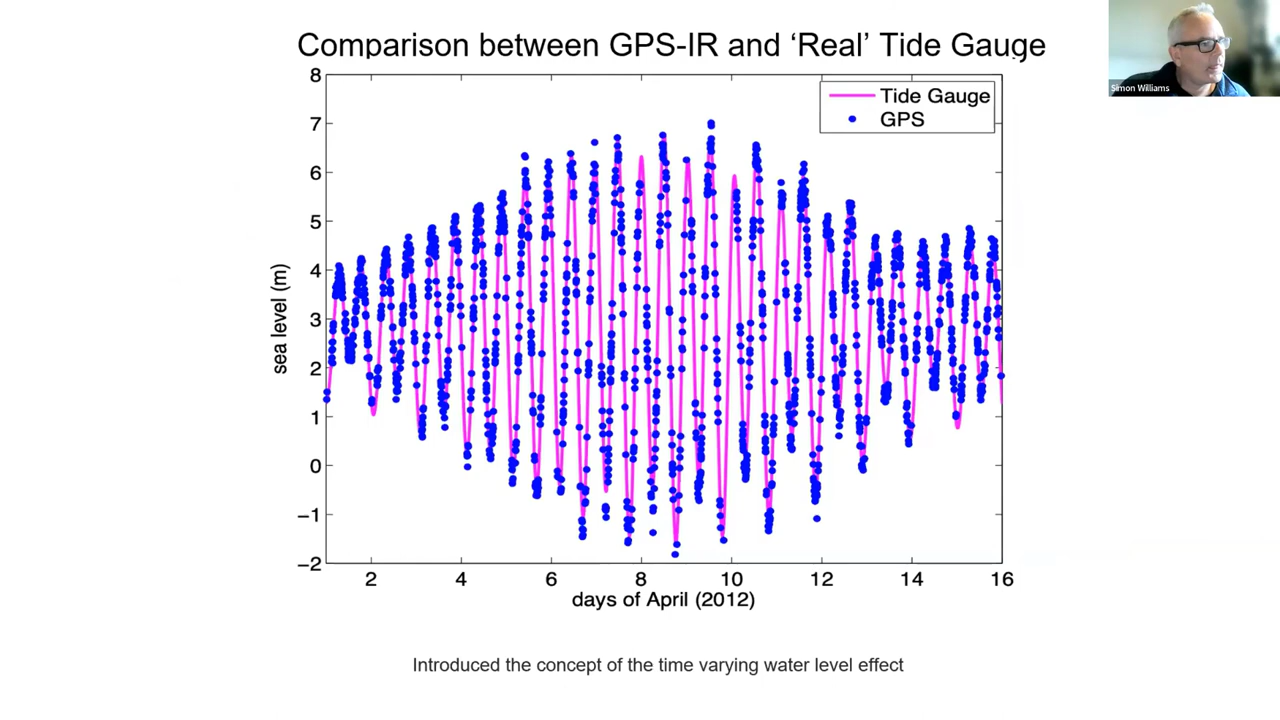 Comparison between GPS-IR and ‘Real’ Tide Gauge
Simon Williams
8
7
6
5
4
3
2
1
0
−1
−2
sea level (m)
Tide Gauge
GPS
2 4 6 8 10 12 14 16
days of April (2012)
Introduced the concept of the time varying water level effect